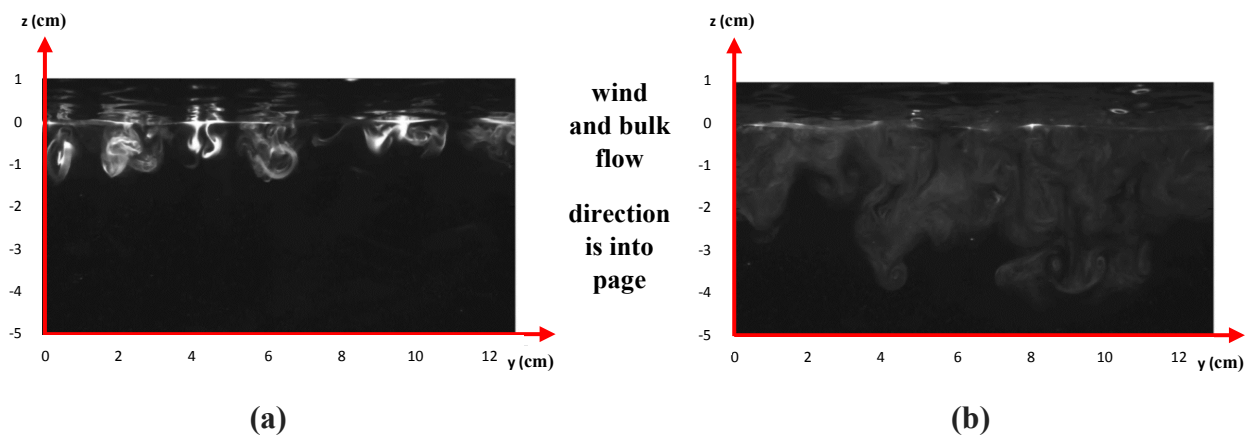 z (cm)
1
0
-1
-2
-3
-4
-5
0 2 4 6 8 10 12
y (cm)
(a)
wind
and bulk
flow
direction
is into
page
z (cm)
1
0
-1
-2
-3
-4
-5
0 2 4 6 8 10 12
y (cm)
(b)